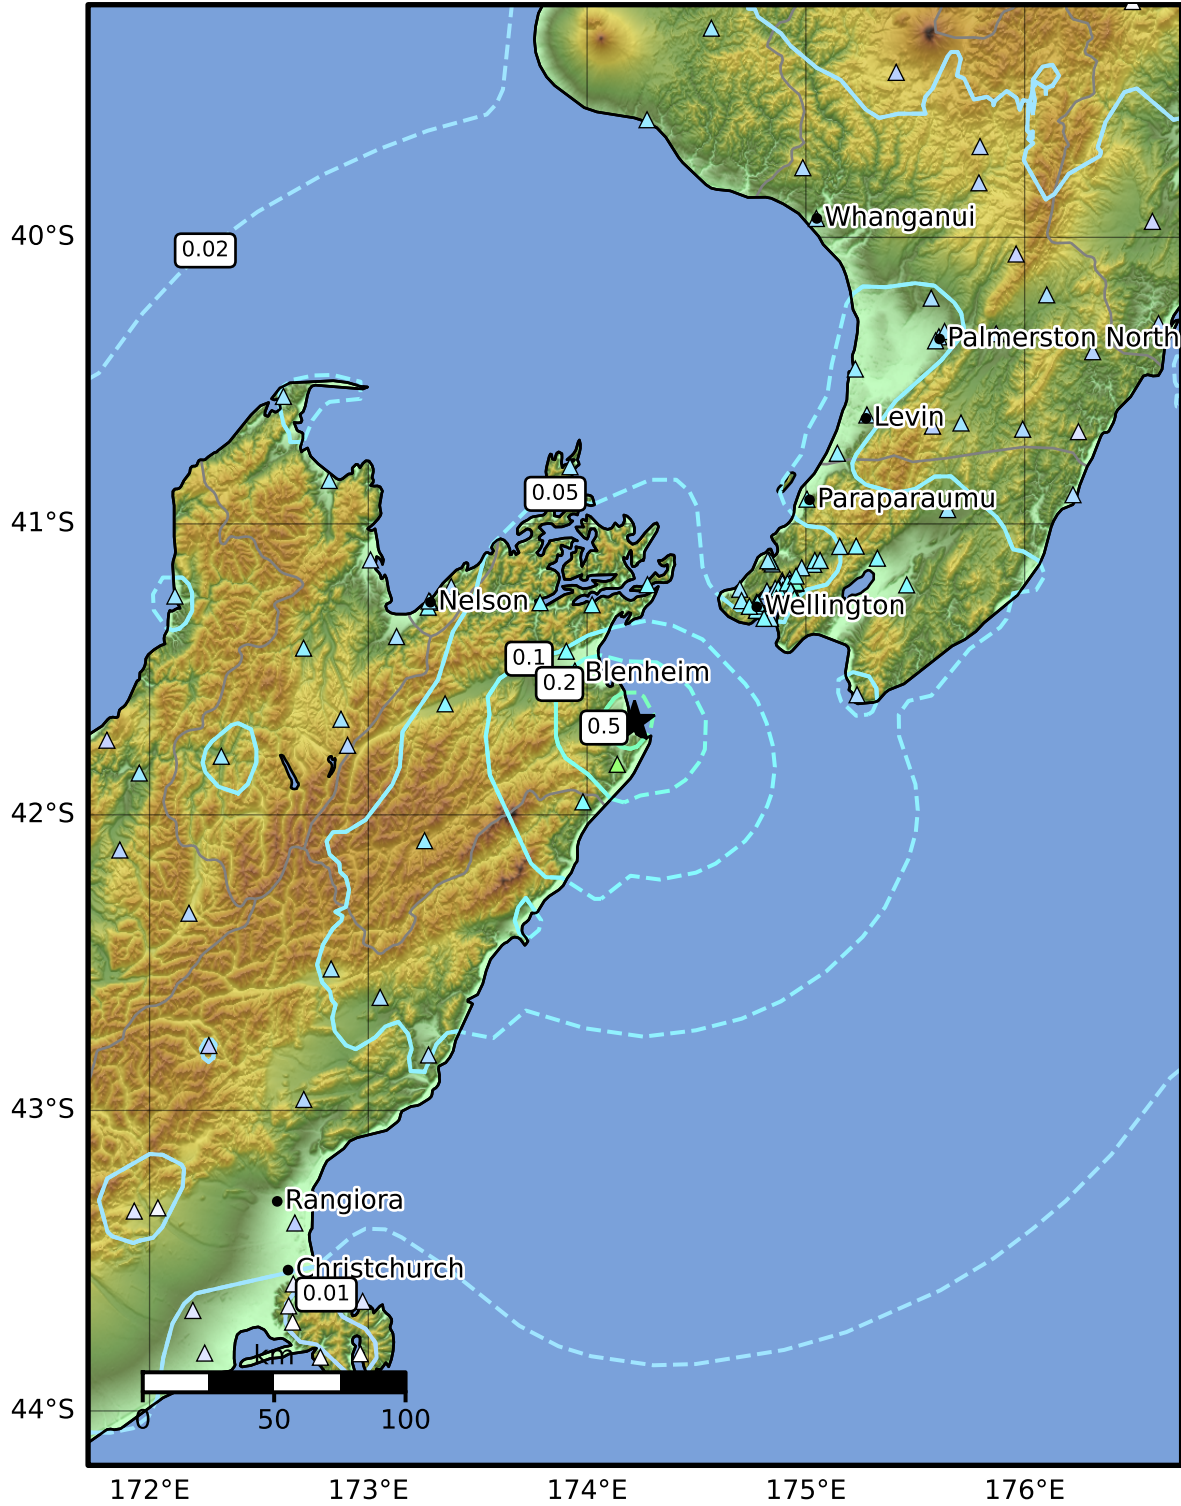 Whanganui
40°S
0.02
Palmerston North
Levin
0.05
Paraparaumu
41°S
Nelson
Wellington
0.1
Blenheim
0.2
0.5
42°S
43°S
Rangiora
Christchurch
0.01
km
44°S
0
50
100
172°E
173°E
174°E
175°E
176°E